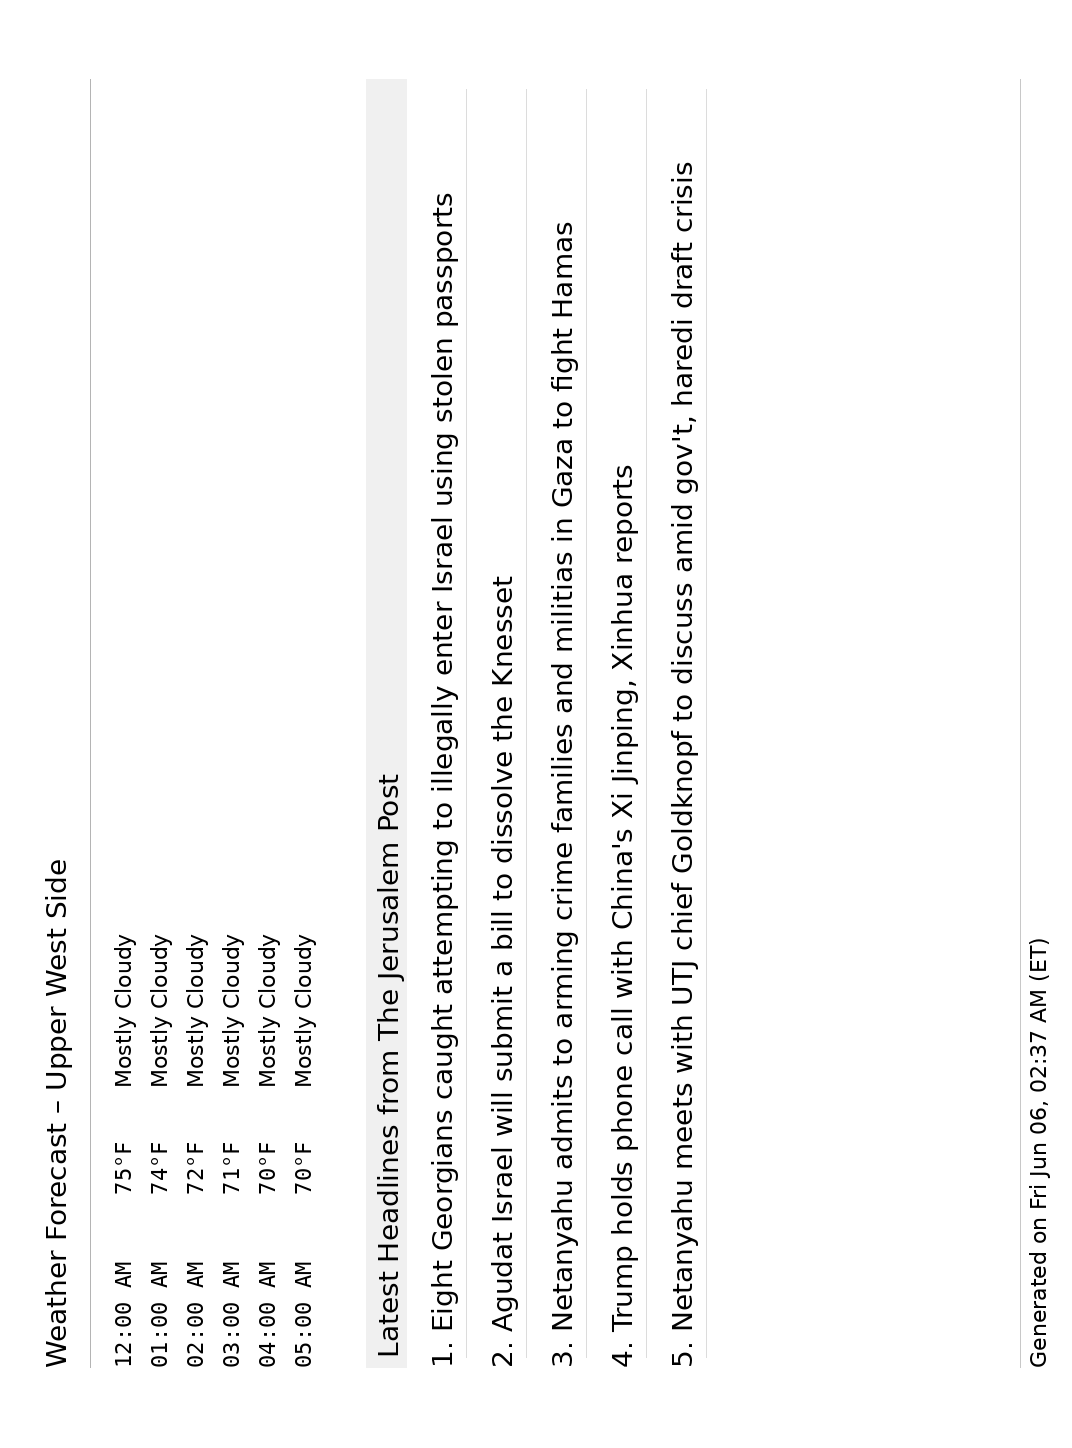 Weather Forecast – Upper West Side
12:00 AM 75°F Mostly Cloudy
01:00 AM 74°F Mostly Cloudy
02:00 AM 72°F Mostly Cloudy
03:00 AM 71°F Mostly Cloudy
04:00 AM 70°F Mostly Cloudy
05:00 AM 70°F Mostly Cloudy
Latest Headlines from The Jerusalem Post
1. Eight Georgians caught attempting to illegally enter Israel using stolen passports
2. Agudat Israel will submit a bill to dissolve the Knesset
3. Netanyahu admits to arming crime families and militias in Gaza to fight Hamas
4. Trump holds phone call with China's Xi Jinping, Xinhua reports
5. Netanyahu meets with UTJ chief Goldknopf to discuss amid gov't, haredi draft crisis
Generated on Fri Jun 06, 02:37 AM (ET)